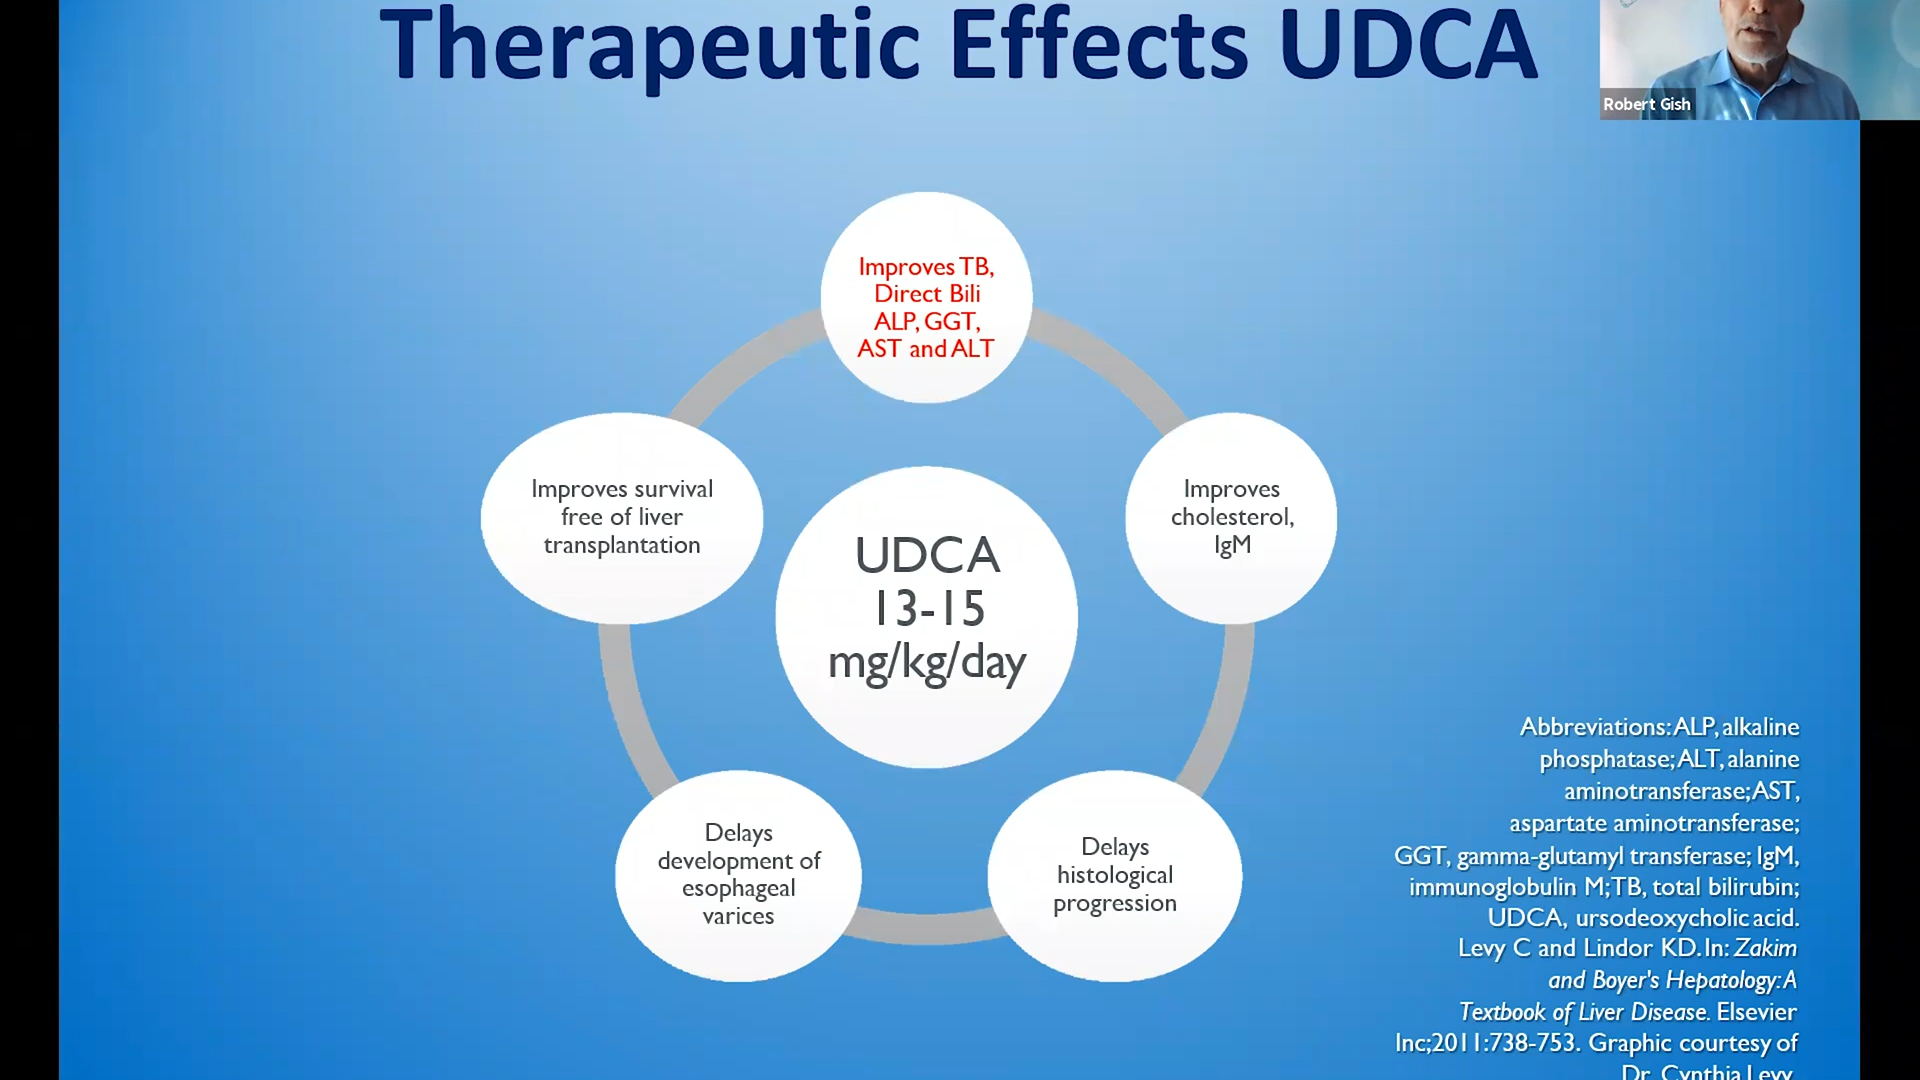 Therapeutic Effects UDCA
Robert Gish
Improves TB,
Direct Bili
ALP, GGT,
AST and ALT
Improves survival
free of liver
transplantation
Improves
cholesterol,
IgM
UDCA
13-15
mg/kg/day
Delays
development of
esophageal
varices
Delays
histological
progression
Abbreviations: ALP, alkaline
phosphatase; ALT, alanine
aminotransferase; AST,
aspartate aminotransferase;
GGT, gamma-glutamyl transferase; IgM,
immunoglobulin M; TB, total bilirubin;
UDCA, ursodeoxycholic acid.
Levy C and Lindor KD. In: Zakim
and Boyer's Hepatology: A
Textbook of Liver Disease. Elsevier
Inc;2011:738-753. Graphic courtesy of
Dr. Cynthia Levy.